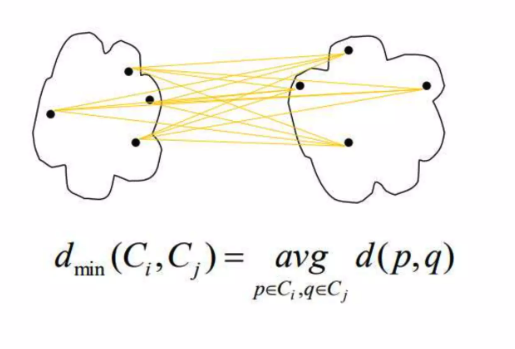 d_min (C_i, C_j) = avg d(p,q)
p∈C_i, q∈C_j